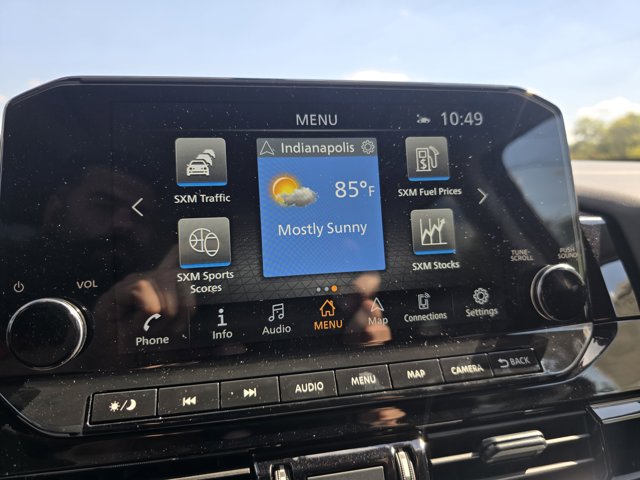 MENU
10:49
Indianapolis
85°F
Mostly Sunny
SXM Traffic
SXM Fuel Prices
SXM Sports
Scores
SXM Stocks
VOL
TUNE-
SCROLL
PUSH
SOUND
Phone
Info
Audio
MENU
Map
Connections
Settings
AUDIO
MENU
MAP
CAMERA
BACK